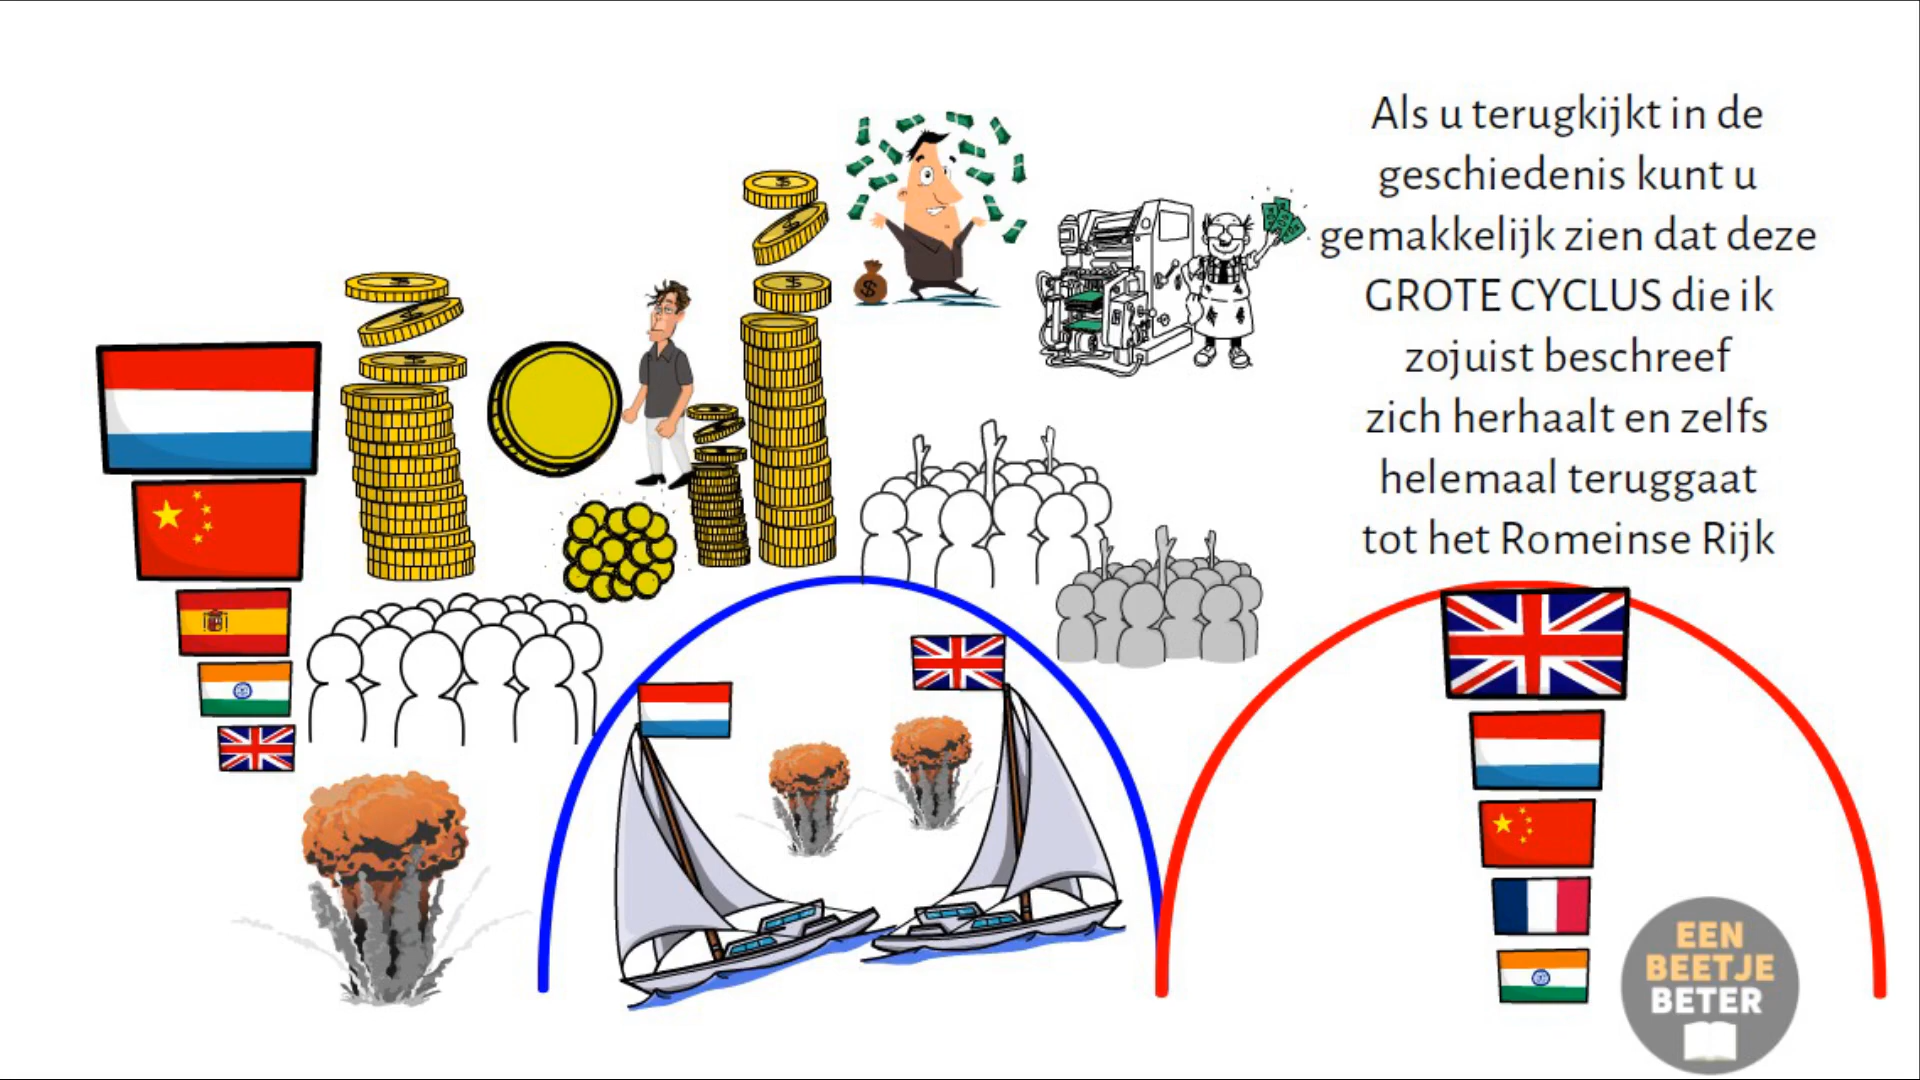 Als u terugkijkt in de
geschiedenis kunt u
gemakkelijk zien dat deze
GROTE CYCLUS die ik
zojuist beschreef
zich herhaalt en zelfs
helemaal teruggaat
tot het Romeinse Rijk
EEN
BEETJE
BETER